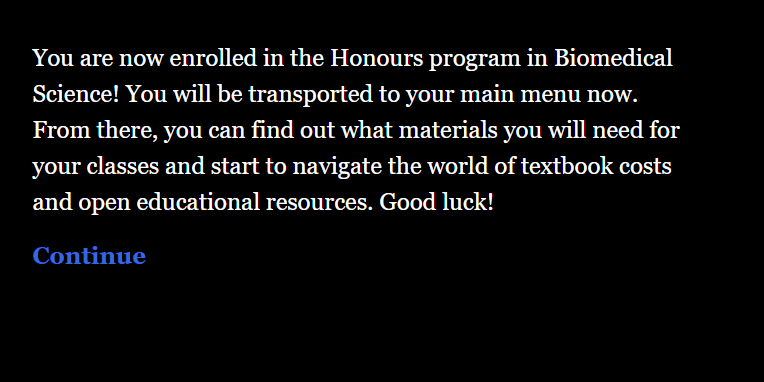 You are now enrolled in the Honours program in Biomedical
Science! You will be transported to your main menu now.
From there, you can find out what materials you will need for
your classes and start to navigate the world of textbook costs
and open educational resources. Good luck!
Continue